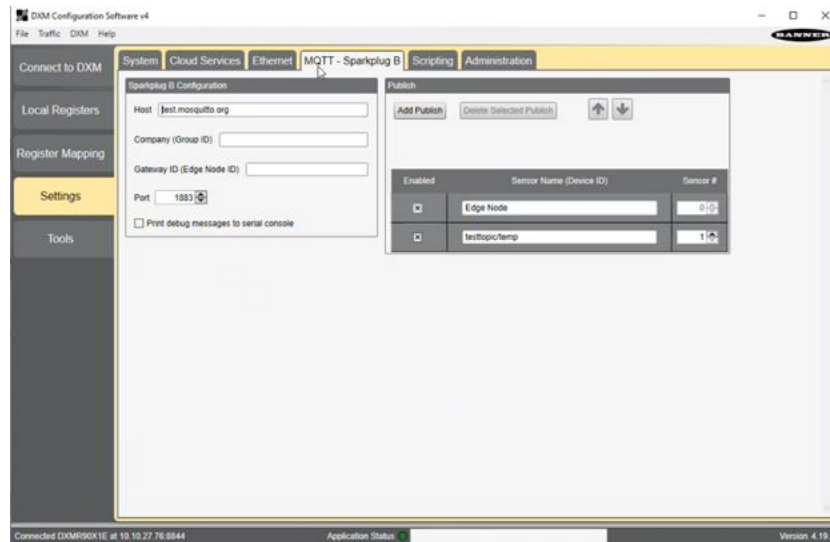 DXM Configuration Software v4
File Traffic DXM Help
BANNER
Connect to DXM
Local Registers
Register Mapping
Settings
Tools
System Cloud Services Ethernet MQTT - Sparkplug B Scripting Administration
Sparkplug B Configuration
Host test.mosquitto.org
Company (Group ID)
Gateway ID (Edge Node ID)
Port 1883
Print debug messages to serial console
Publish
Add Publish Delete Selected Publish
Enabled Sensor Name (Device ID) Sensor #
Edge Node 0
testtopic/temp 1
Connected DXMR90X1E at 10.10.27.76:8844 Application Status Version 4.19